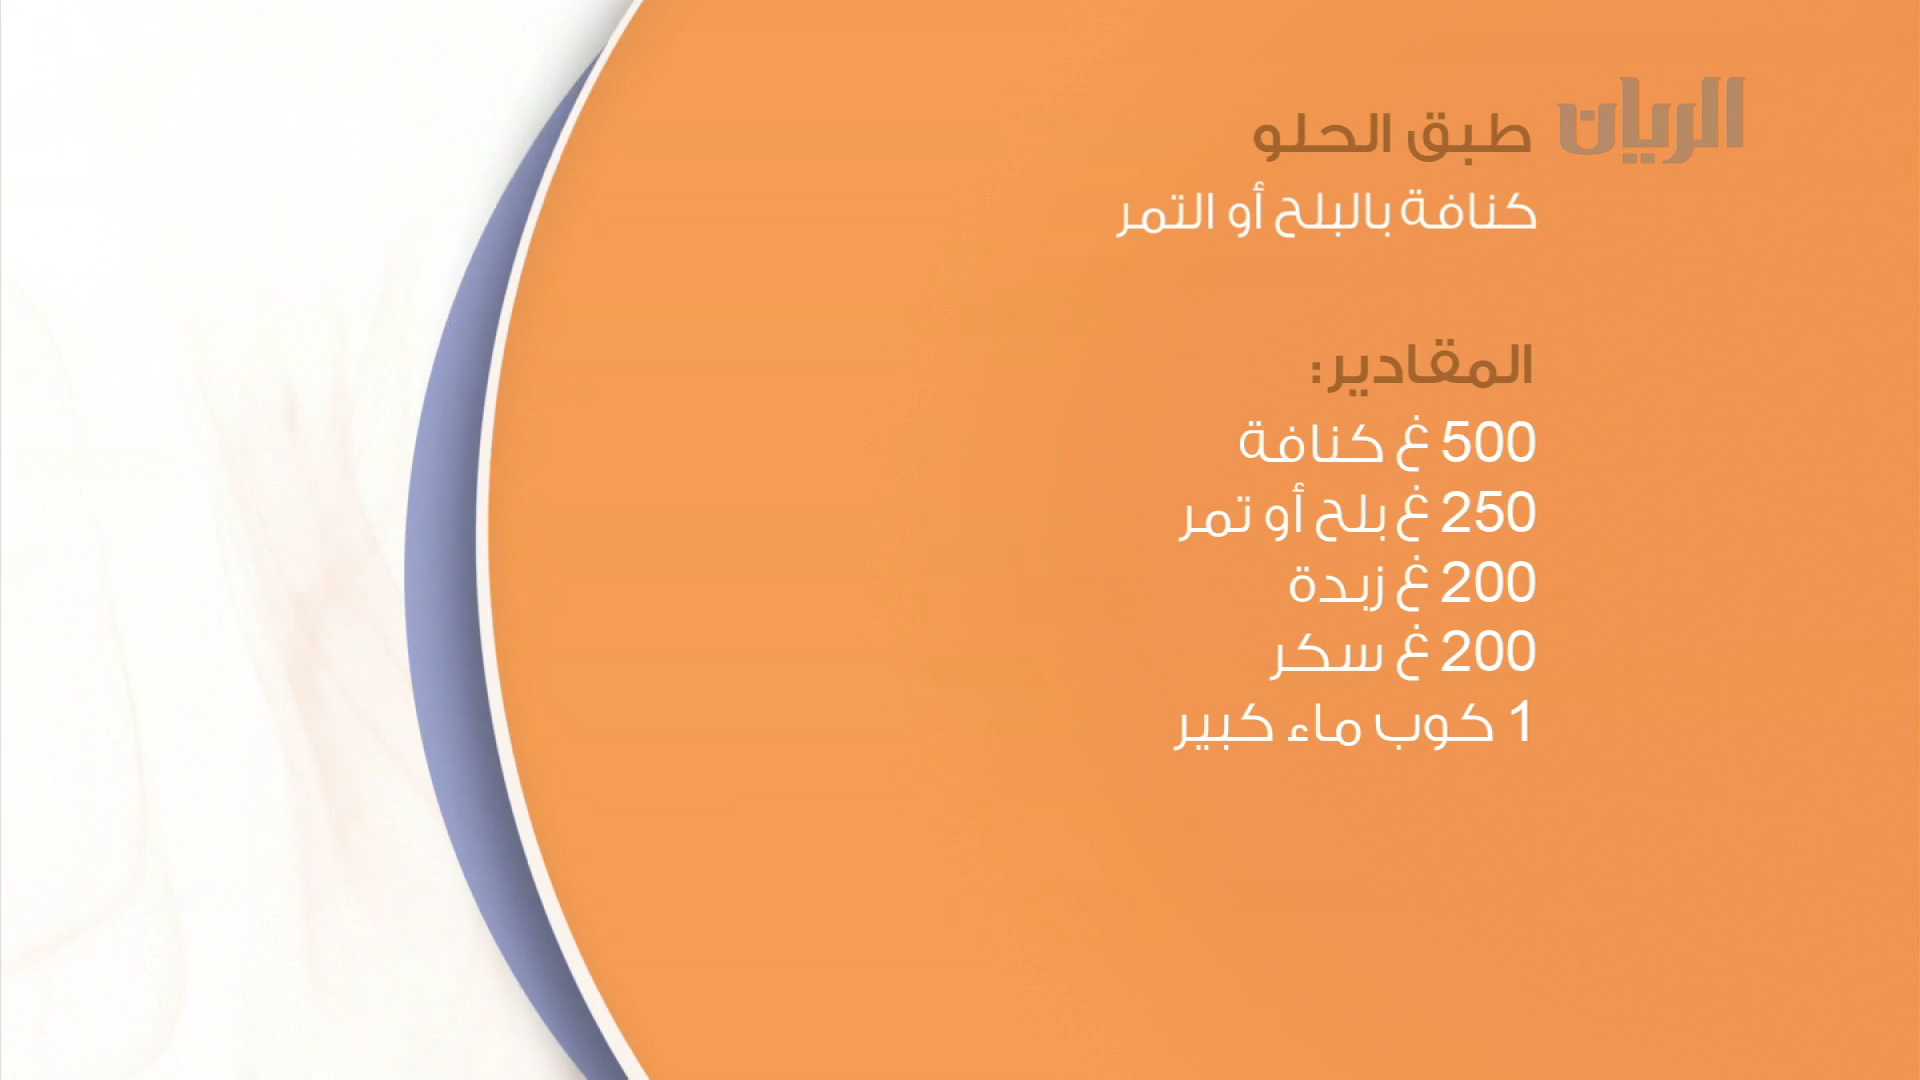 الريان
طبق الحلو
كنافة بالبلح أو التمر
المقادير:
500 غ كنافة
250 غ بلح أو تمر
200 غ زبدة
200 غ سكر
1 كوب ماء كبير